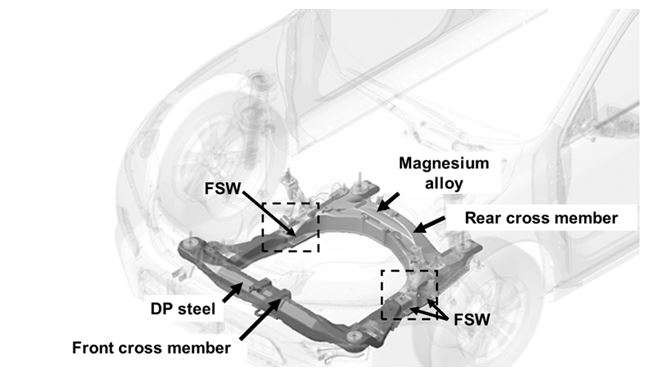 Magnesium
alloy
FSW
Rear cross member
DP steel
FSW
Front cross member